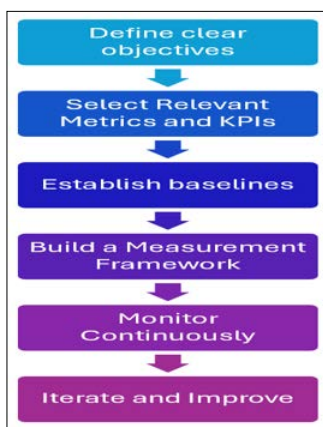 Define clear
objectives
Select Relevant
Metrics and KPIs
Establish baselines
Build a Measurement
Framework
Monitor
Continuously
Iterate and Improve